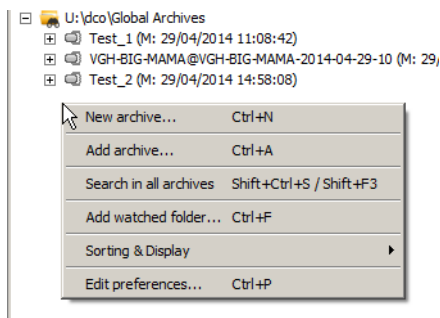 U:\dco\Global Archives
Test_1 (M: 29/04/2014 11:08:42)
VGH-BIG-MAMA@VGH-BIG-MAMA-2014-04-29-10 (M: 29/
Test_2 (M: 29/04/2014 14:58:08)
New archive... Ctrl+N
Add archive... Ctrl+A
Search in all archives Shift+Ctrl+S / Shift+F3
Add watched folder... Ctrl+F
Sorting & Display
Edit preferences... Ctrl+P